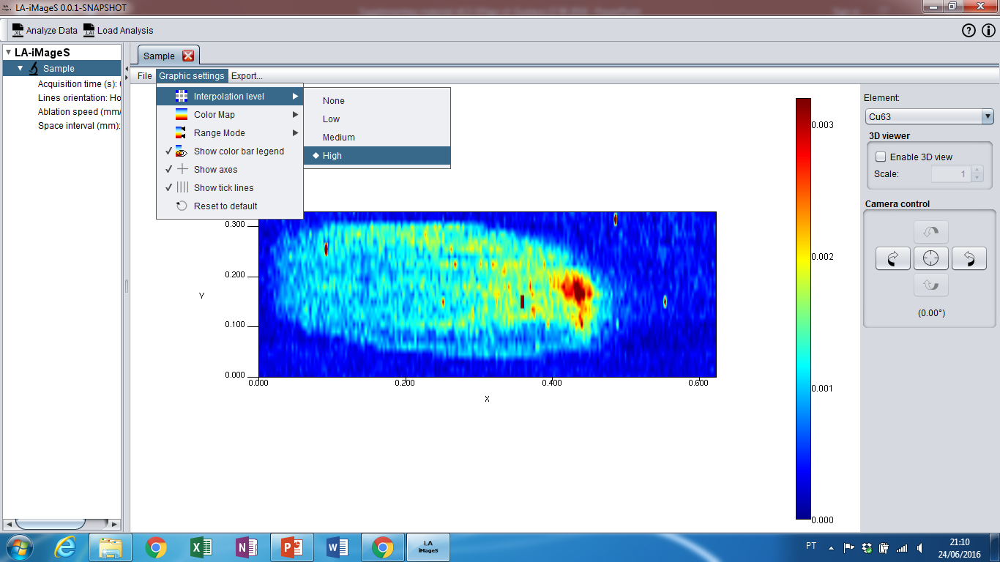 LA-iMageS 0.0.1-SNAPSHOT
Analyze Data Load Analysis
LA-iMageS
Sample
Acquisition time (s):
Lines orientation: Ho
Ablation speed (mm/
Space interval (mm):
Sample
File Graphic settings Export...
Interpolation level
Color Map
Range Mode
Show color bar legend
Show axes
Show tick lines
Reset to default
None
Low
Medium
High
0.300
0.200
0.100
0.000
Y
0.000 0.200 0.400 0.600
X
0.003
0.002
0.001
0.000
Element:
Cu63
3D viewer
Enable 3D view
Scale: 1
Camera control
(0.00°)
LA
iMageS
PT
21:10
24/06/2016